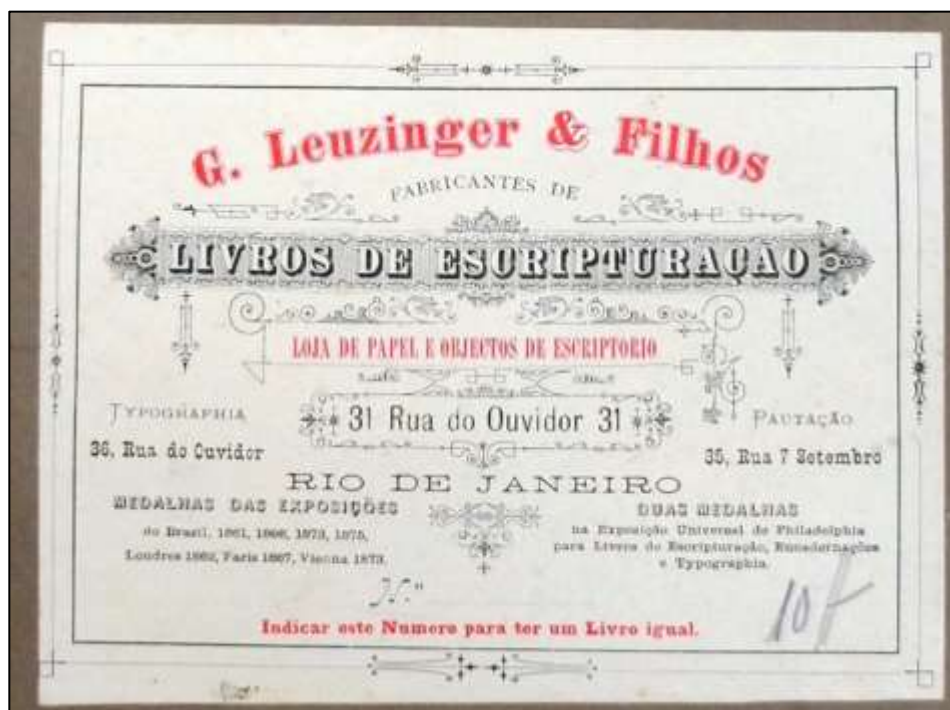 G. Leuzinger & Filhos
FABRICANTES DE
LIVROS DE ESCRIPTURAÇÃO
LOJA DE PAPEL E OBJECTOS DE ESCRIPTORIO
31 Rua do Ouvidor 31
TYPOGRAPHIA
36, Rua do Ouvidor
PAUTAÇÃO
35, Rua 7 Setembro
RIO DE JANEIRO
MEDALHAS DAS EXPOSIÇÕES
do Brazil, 1861, 1866, 1873, 1875,
Londres 1862, Paris 1867, Vienna 1873.
DUAS MEDALHAS
na Exposição Universal de Philadelphia
para Livros de Escripturação, Encadernações
e Typographia.
N.º
Indicar este Numero para ter um Livro igual.